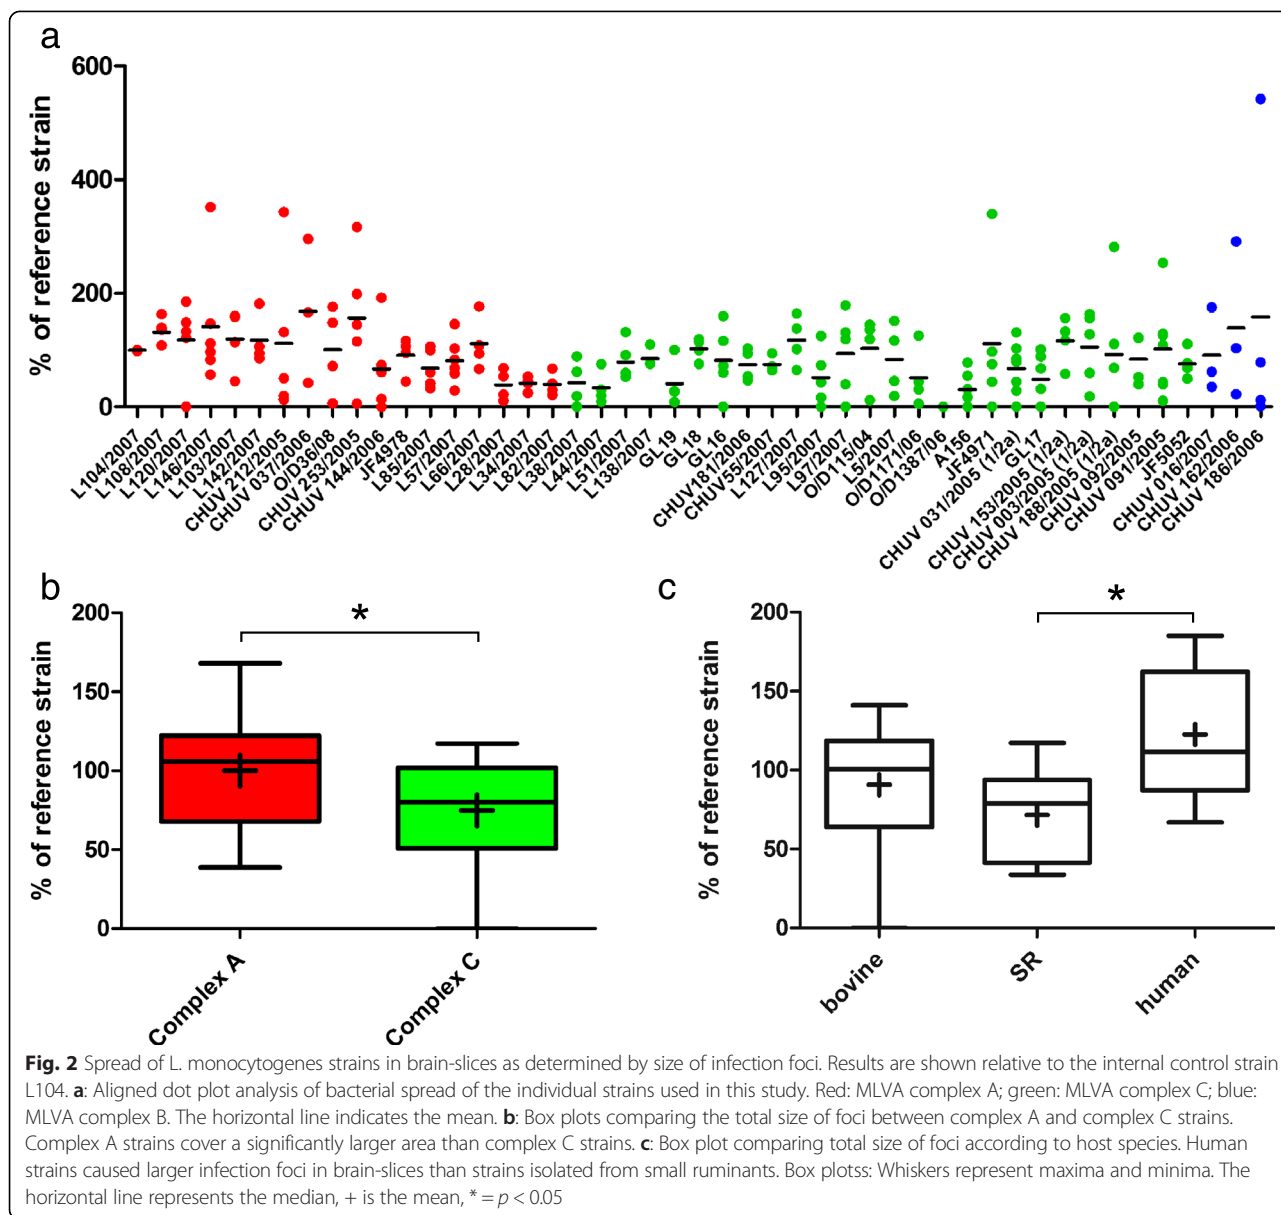 a
600
400
200
0
% of reference strain
L104/2007
L108/2007
L120/2007
L146/2007
L103/2007
L142/2007
CHUV 212/2005
CHUV 037/2006
O/D36/08
CHUV 253/2005
CHUV 144/2006
JF4978
L85/2007
L57/2007
L66/2007
L28/2007
L34/2007
L82/2007
L38/2007
L44/2007
L51/2007
L138/2007
GL19
GL18
GL16
CHUV181/2006
CHUV55/2007
L127/2007
L95/2007
L97/2007
O/D115/04
L5/2007
O/D1171/06
O/D1387/06
A156
JF4971
CHUV 031/2005 (1/2a)
GL17
CHUV 153/2005 (1/2a)
CHUV 003/2005 (1/2a)
CHUV 188/2005 (1/2a)
CHUV 092/2005
CHUV 091/2005
JF5052
CHUV 016/2007
CHUV 162/2006
CHUV 186/2006
b
200
150
100
50
0
% of reference strain
*
Complex A
Complex C
c
200
150
100
50
0
% of reference strain
*
bovine
SR
human
Fig. 2 Spread of L. monocytogenes strains in brain-slices as determined by size of infection foci. Results are shown relative to the internal control strain
L104. a: Aligned dot plot analysis of bacterial spread of the individual strains used in this study. Red: MLVA complex A; green: MLVA complex C; blue:
MLVA complex B. The horizontal line indicates the mean. b: Box plots comparing the total size of foci between complex A and complex C strains.
Complex A strains cover a significantly larger area than complex C strains. c: Box plot comparing total size of foci according to host species. Human
strains caused larger infection foci in brain-slices than strains isolated from small ruminants. Box plotss: Whiskers represent maxima and minima. The
horizontal line represents the median, + is the mean, * = p < 0.05